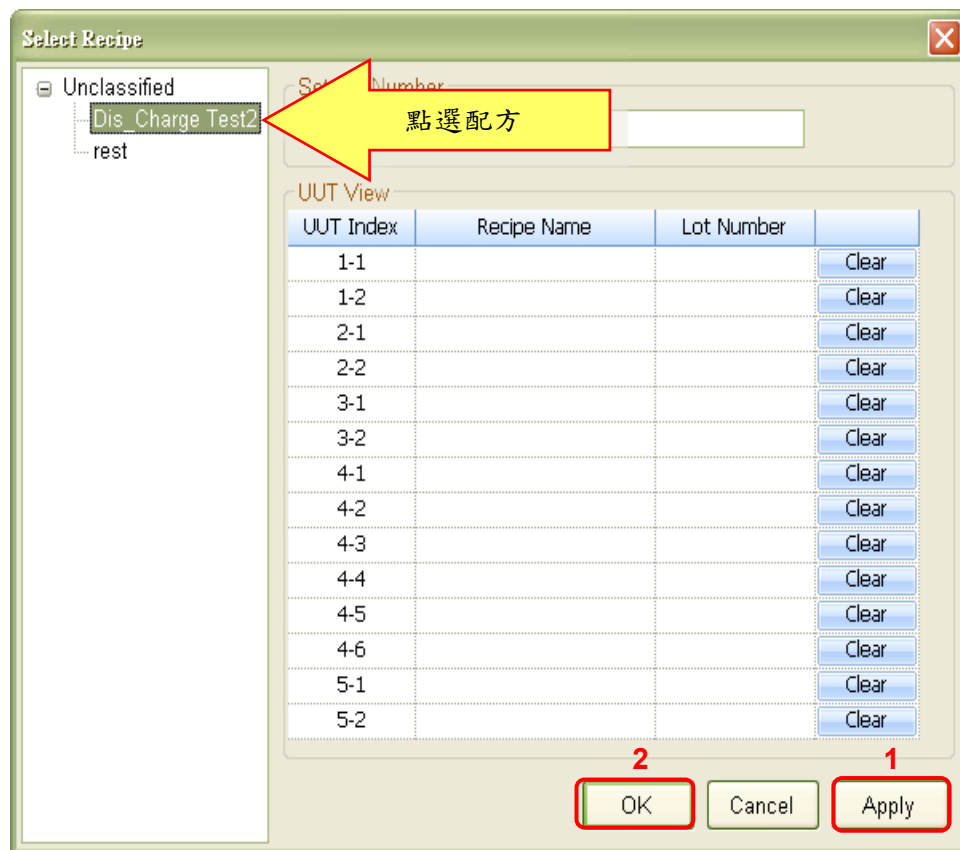 Select Recipe
Unclassified
Dis_Charge Test2
rest
點選配方
UUT View
UUT Index Recipe Name Lot Number
1-1 Clear
1-2 Clear
2-1 Clear
2-2 Clear
3-1 Clear
3-2 Clear
4-1 Clear
4-2 Clear
4-3 Clear
4-4 Clear
4-5 Clear
4-6 Clear
5-1 Clear
5-2 Clear
2 1
OK Cancel Apply